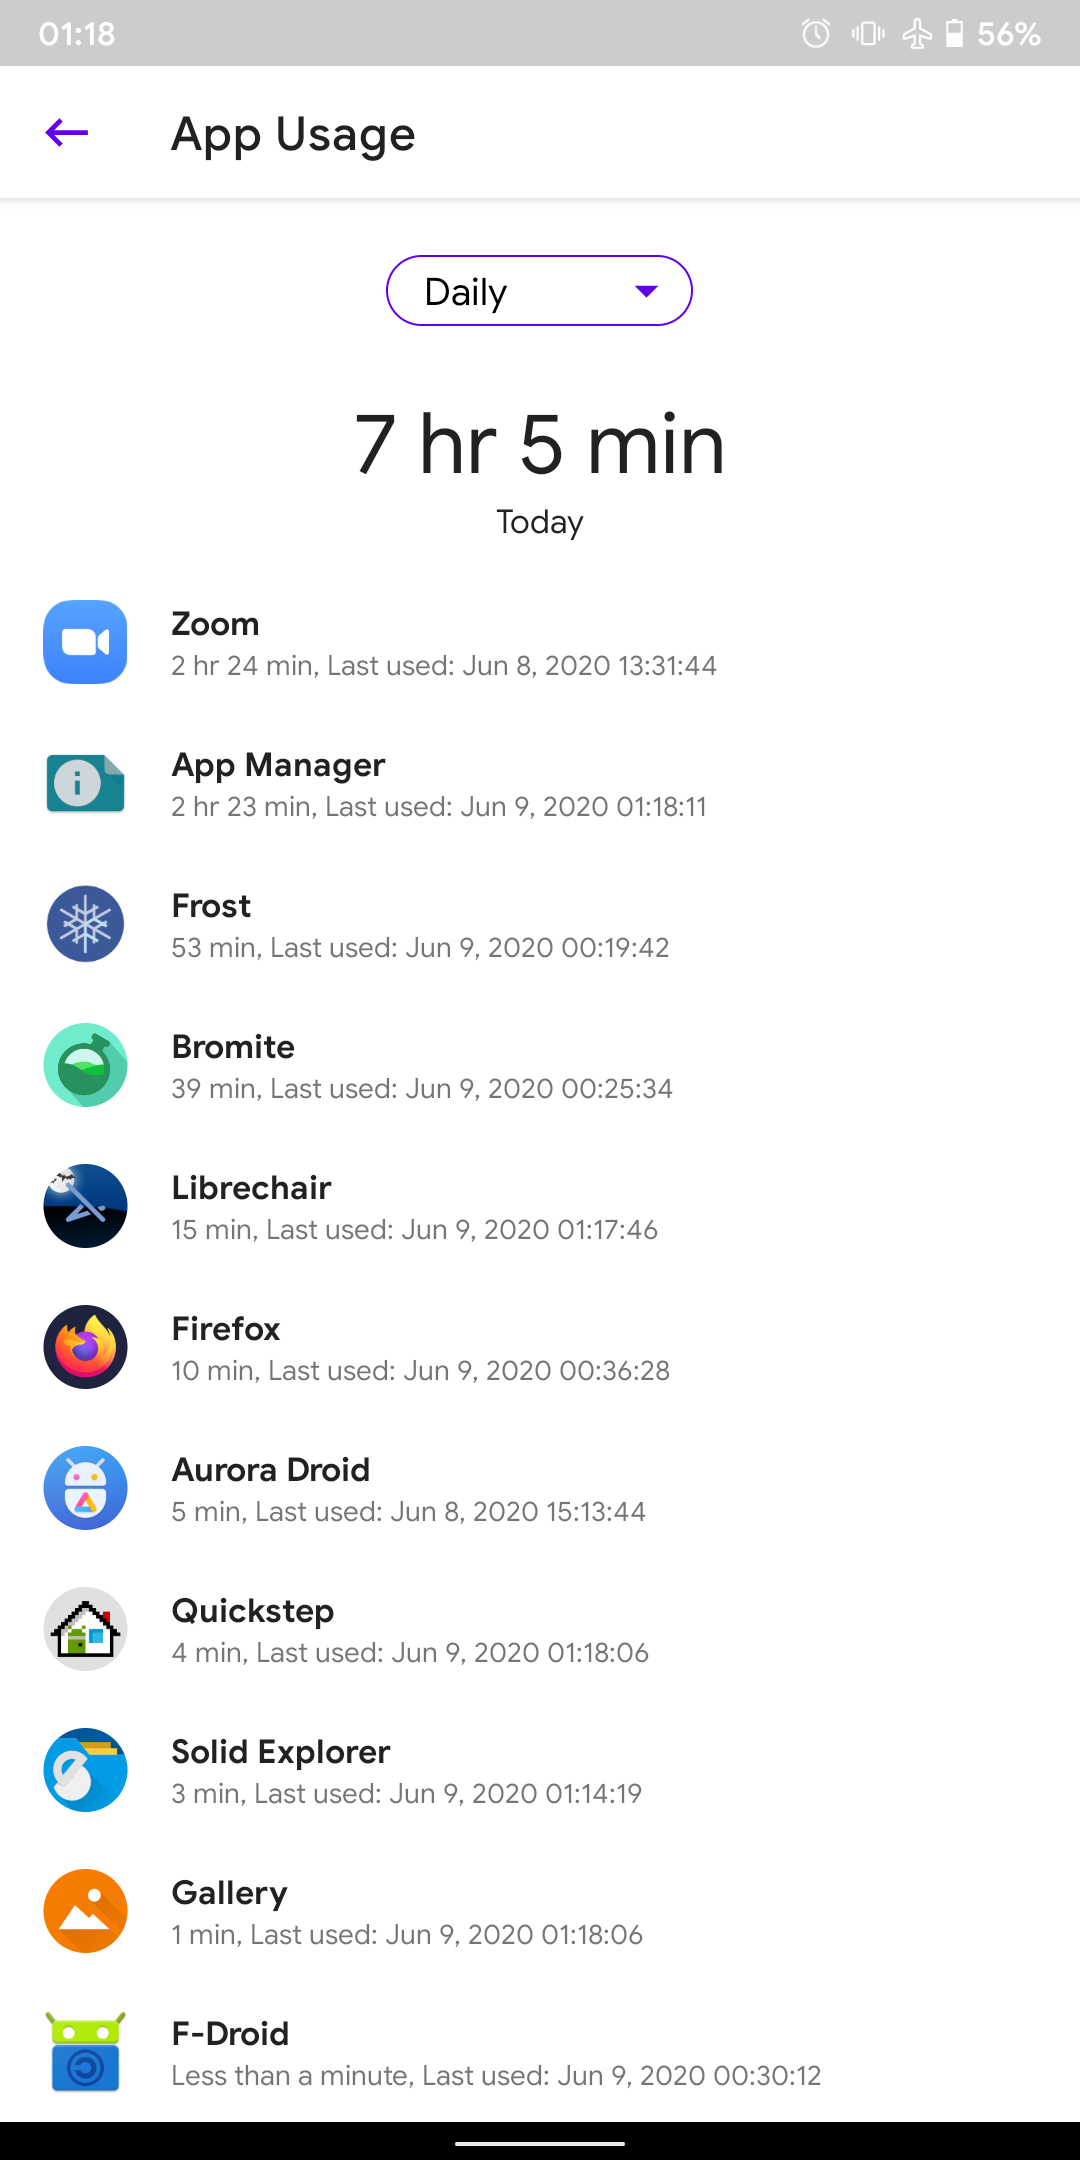 01:18
56%
App Usage
Daily
7 hr 5 min
Today
Zoom
2 hr 24 min, Last used: Jun 8, 2020 13:31:44
App Manager
2 hr 23 min, Last used: Jun 9, 2020 01:18:11
Frost
53 min, Last used: Jun 9, 2020 00:19:42
Bromite
39 min, Last used: Jun 9, 2020 00:25:34
Librechair
15 min, Last used: Jun 9, 2020 01:17:46
Firefox
10 min, Last used: Jun 9, 2020 00:36:28
Aurora Droid
5 min, Last used: Jun 8, 2020 15:13:44
Quickstep
4 min, Last used: Jun 9, 2020 01:18:06
Solid Explorer
3 min, Last used: Jun 9, 2020 01:14:19
Gallery
1 min, Last used: Jun 9, 2020 01:18:06
F-Droid
Less than a minute, Last used: Jun 9, 2020 00:30:12